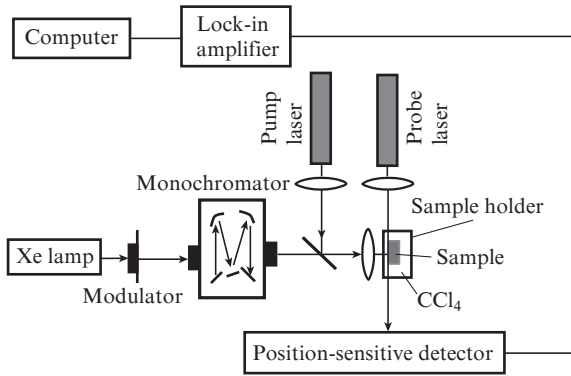 Computer
Lock-in
amplifier
Pump
laser
Probe
laser
Monochromator
Sample holder
Xe lamp
Sample
Modulator
CCl₄
Position-sensitive detector